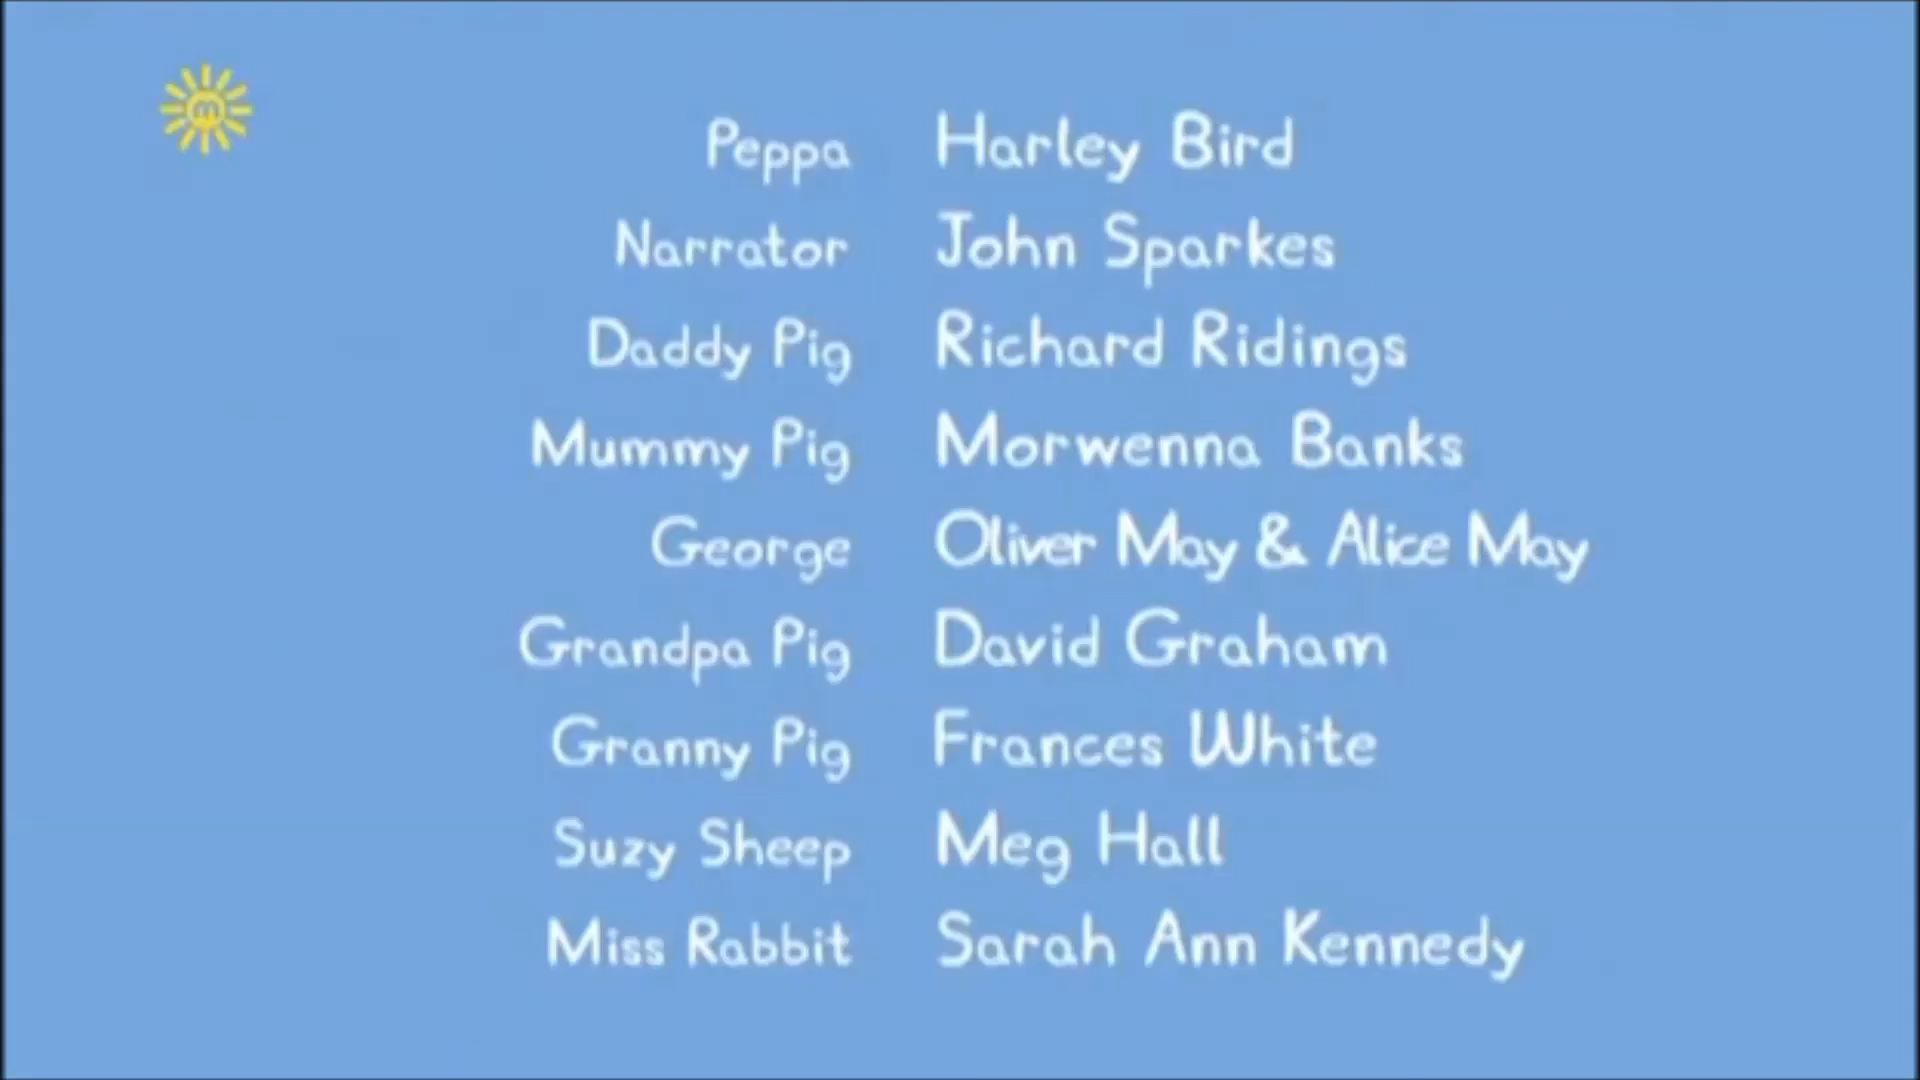 Peppa Harley Bird
Narrator John Sparkes
Daddy Pig Richard Ridings
Mummy Pig Morwenna Banks
George Oliver May & Alice May
Grandpa Pig David Graham
Granny Pig Frances White
Suzy Sheep Meg Hall
Miss Rabbit Sarah Ann Kennedy